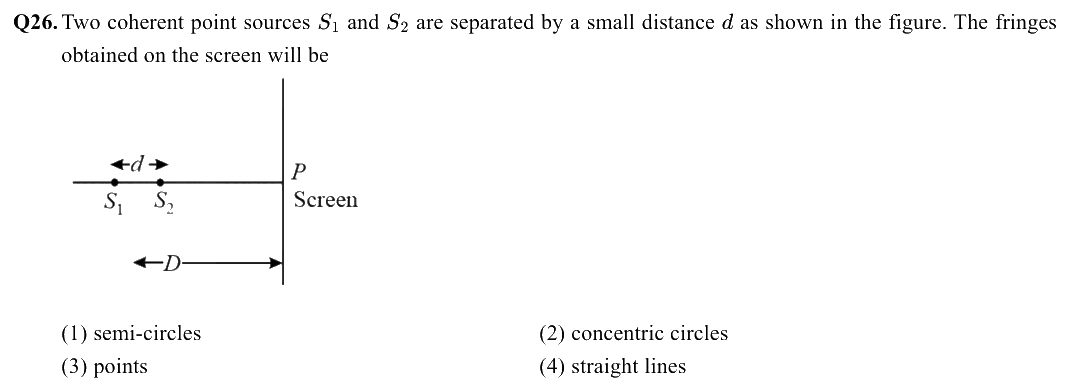 Q26. Two coherent point sources S₁ and S₂ are separated by a small distance d as shown in the figure. The fringes
obtained on the screen will be
d
P
S₁ S₂ Screen
D
(1) semi-circles (2) concentric circles
(3) points (4) straight lines